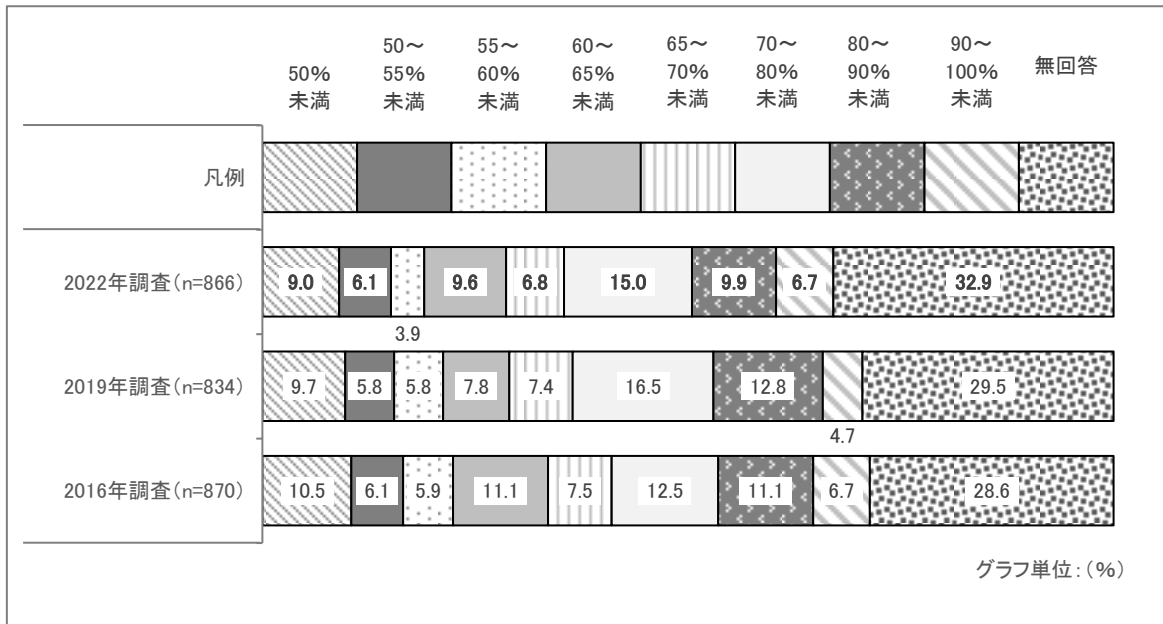 50%
未満
50～
55%
未満
55～
60%
未満
60～
65%
未満
65～
70%
未満
70～
80%
未満
80～
90%
未満
90～
100%
未満
無回答
凡例
2022年調査(n=866)
9.0 6.1 9.6 6.8 15.0 9.9 6.7 32.9
3.9
2019年調査(n=834)
9.7 5.8 5.8 7.8 7.4 16.5 12.8 29.5
4.7
2016年調査(n=870)
10.5 6.1 5.9 11.1 7.5 12.5 11.1 6.7 28.6
グラフ単位：(%)